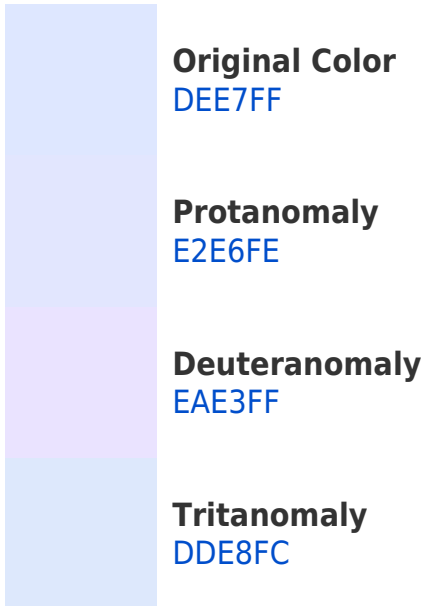 Original Color
DEE7FF
Protanomaly
E2E6FE
Deuteranomaly
EAE3FF
Tritanomaly
DDE8FC